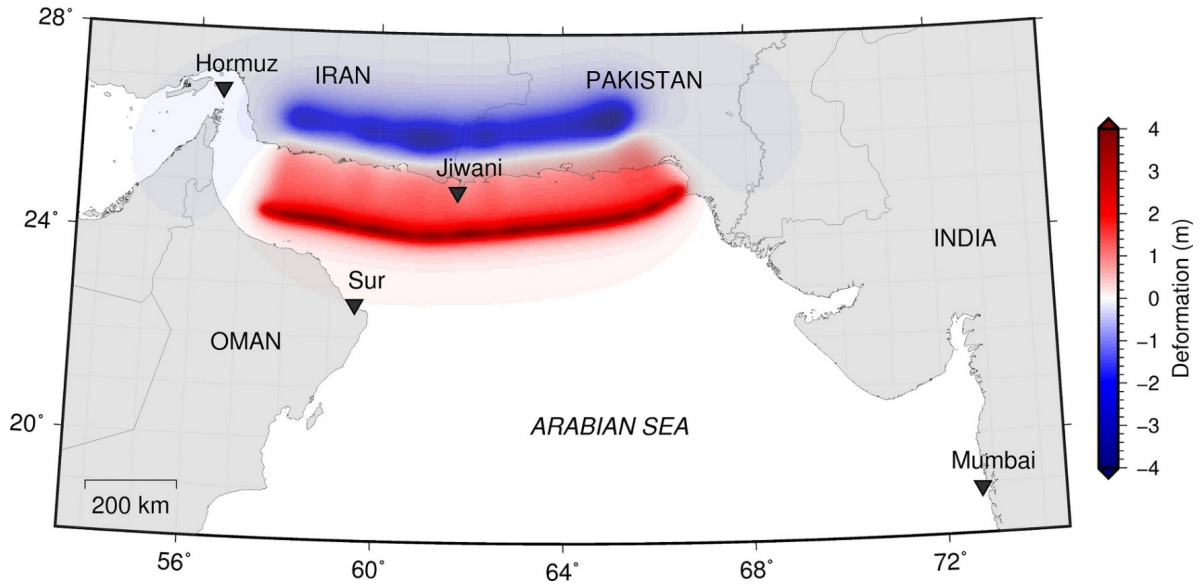 28°
Hormuz
IRAN
PAKISTAN
Jiwani
24°
INDIA
Sur
OMAN
20°
ARABIAN SEA
Mumbai
200 km
56°
60°
64°
68°
72°
4
3
2
1
0
−1
−2
−3
−4
Deformation (m)